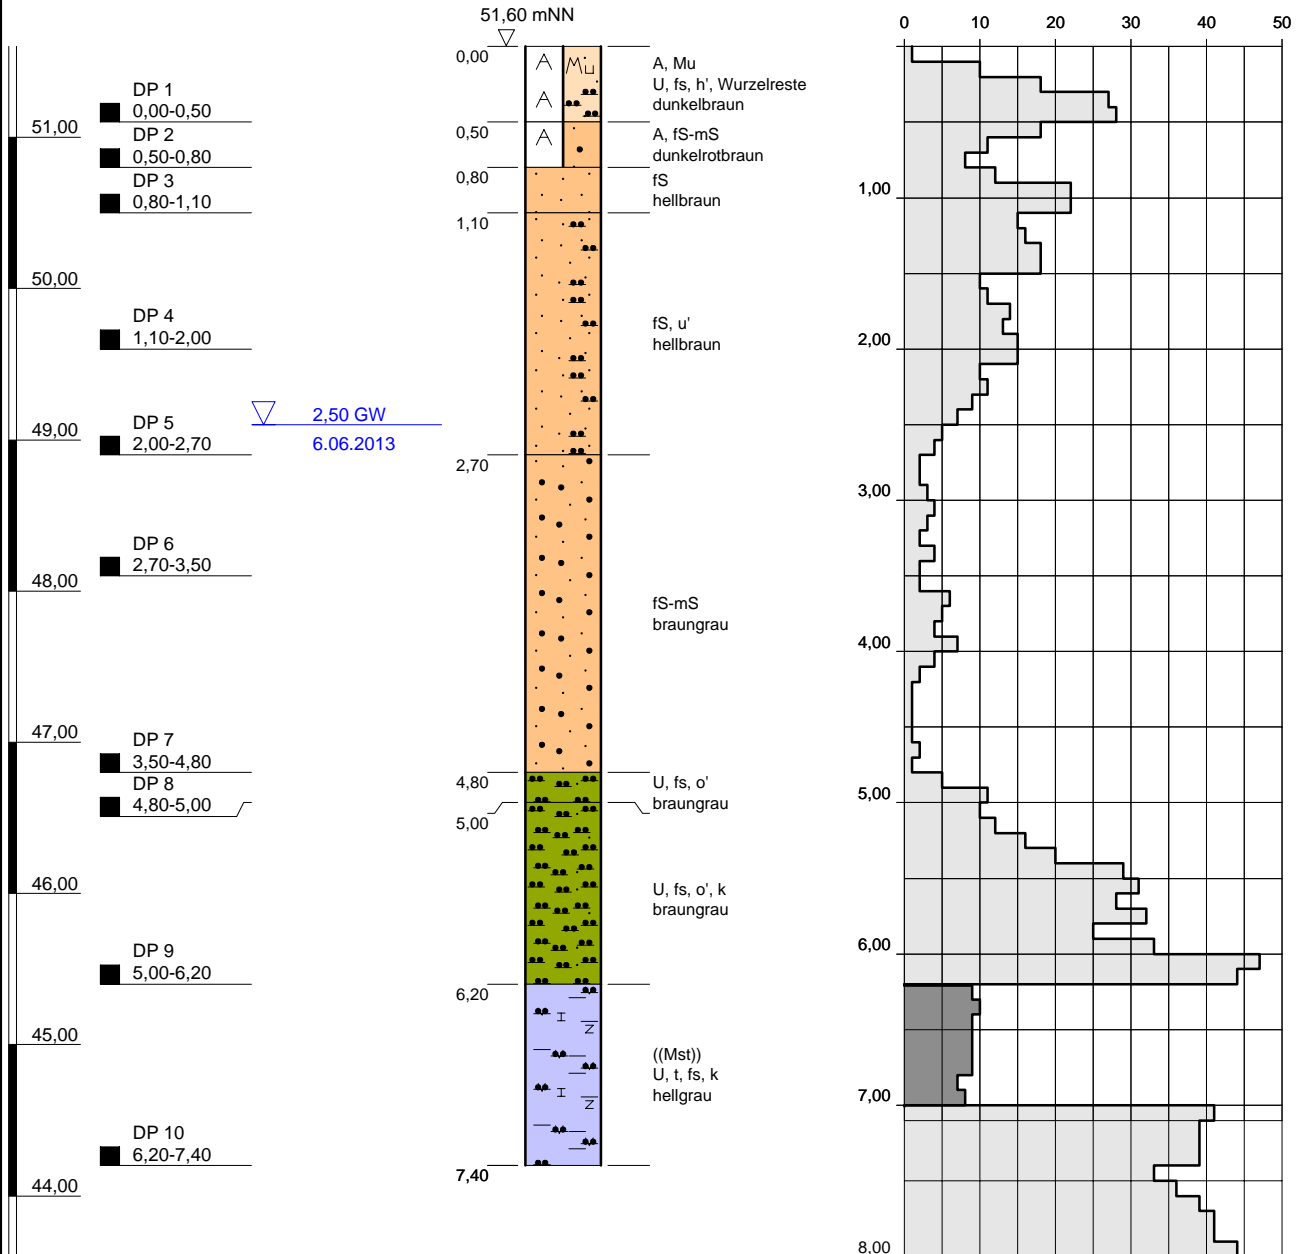 51,60 mNN
0 10 20 30 40 50
0,00
A A A
Mu
A, Mu
U, fs, h', Wurzelreste
dunkelbraun
DP 1
0,00-0,50
51,00
DP 2
0,50-0,80
0,50
A, fS-mS
dunkelrotbraun
DP 3
0,80-1,10
0,80
fS
hellbraun
1,00
1,10
50,00
DP 4
1,10-2,00
fS, u'
hellbraun
2,00
2,50 GW
6.06.2013
49,00
DP 5
2,00-2,70
2,70
3,00
DP 6
2,70-3,50
48,00
fS-mS
braungrau
4,00
47,00
DP 7
3,50-4,80
4,80
U, fs, o'
braungrau
DP 8
4,80-5,00
5,00
5,00
46,00
U, fs, o', k
braungrau
6,00
DP 9
5,00-6,20
6,20
45,00
((Mst))
U, t, fs, k
hellgrau
7,00
DP 10
6,20-7,40
7,40
44,00
8,00